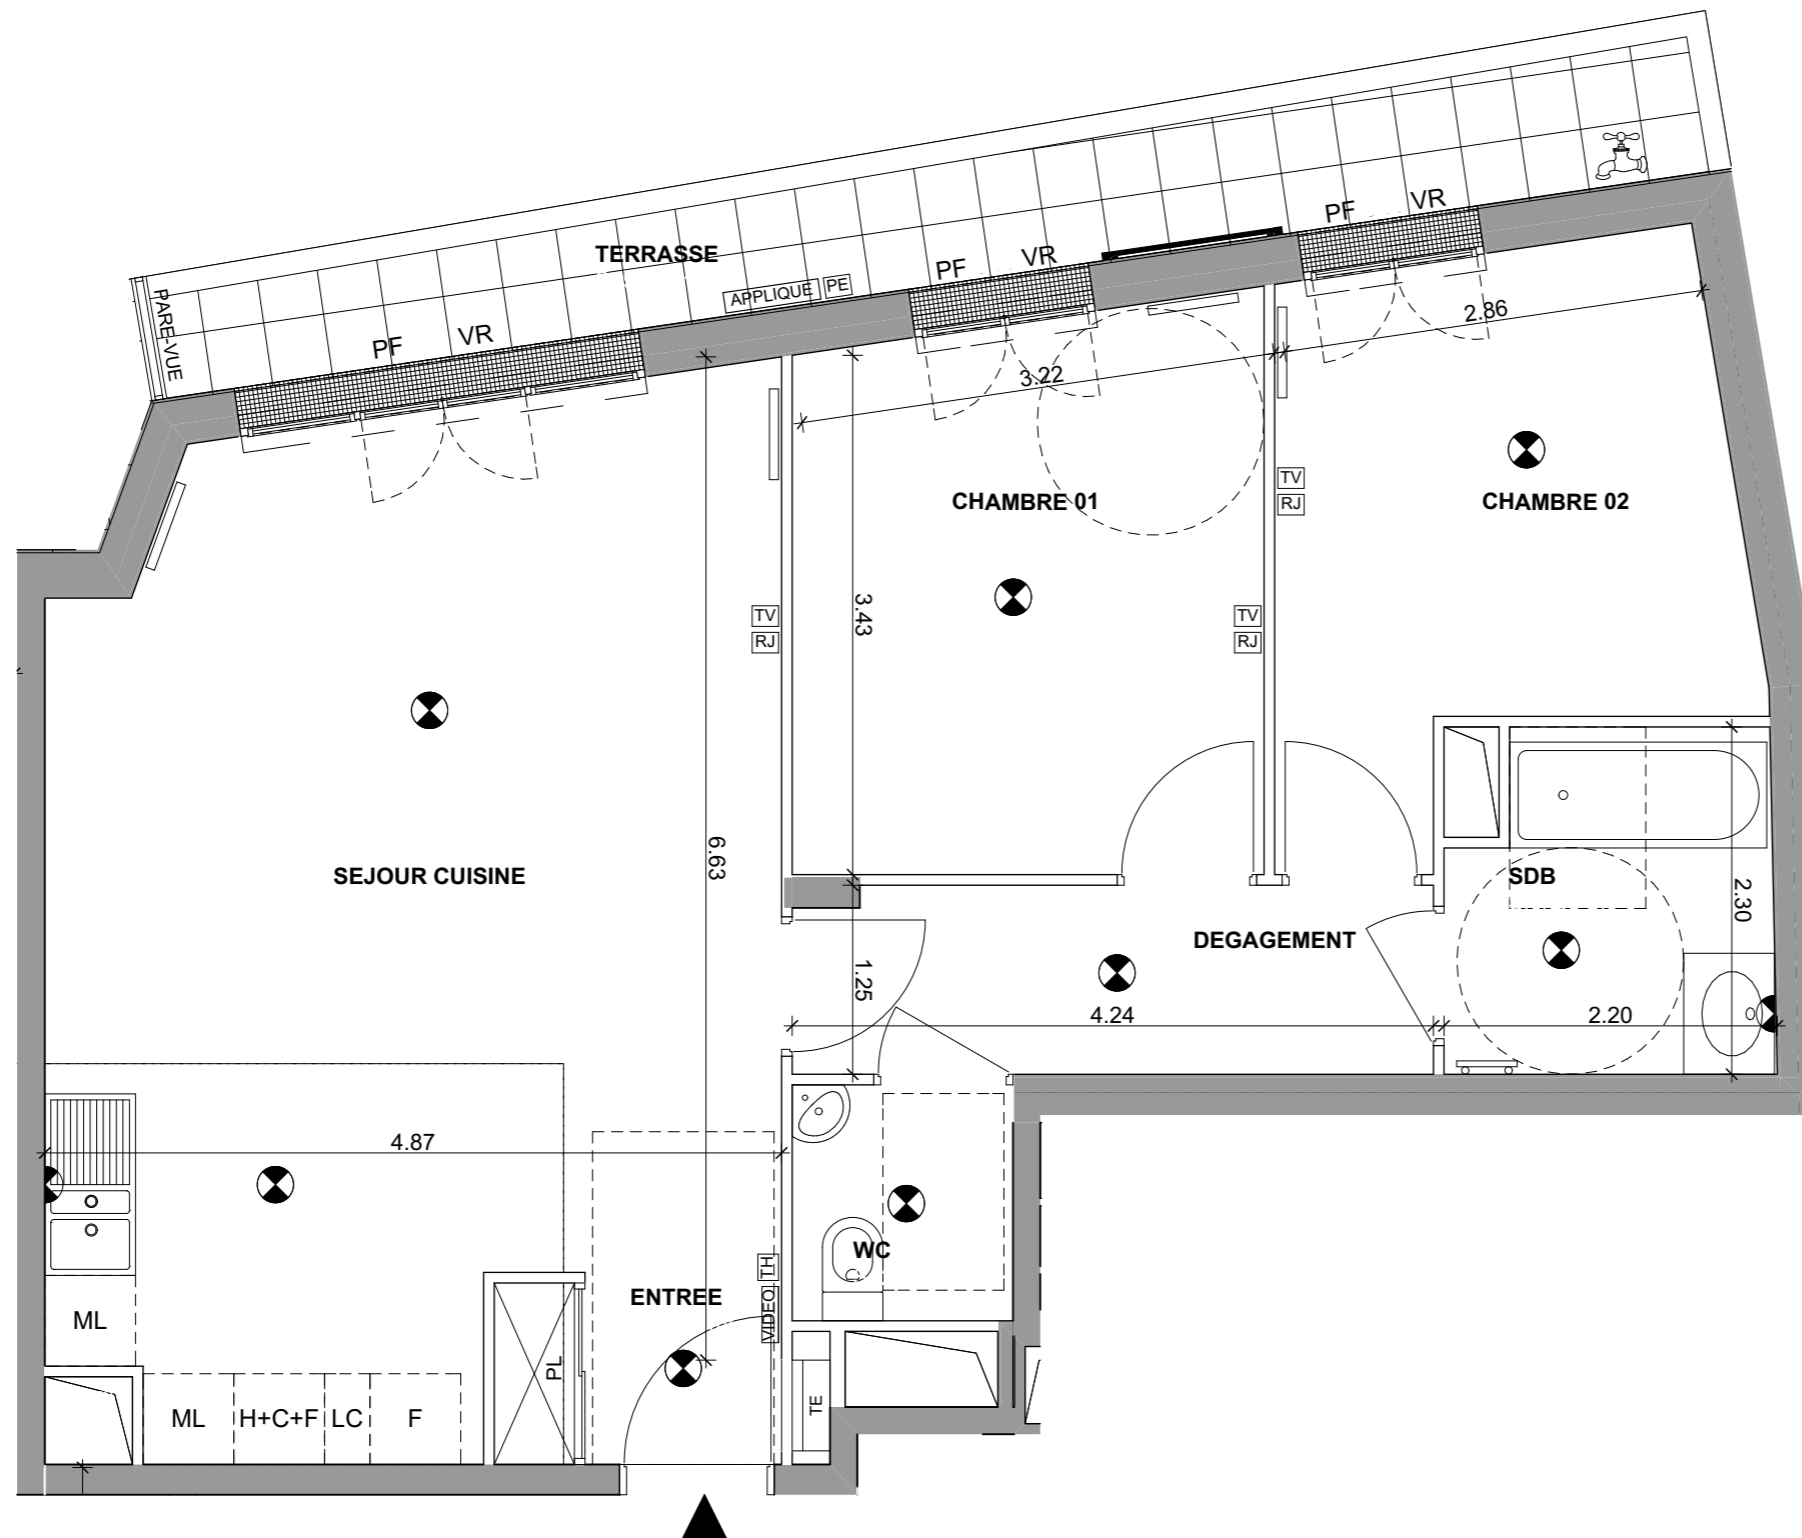 PF
VR
TERRASSE
PF
VR
APPLIQUE
PE
PARE-VUE
PF
VR
2.86
3.22
TV
RJ
CHAMBRE 01
CHAMBRE 02
3.43
TV
RJ
TV
RJ
6.63
SEJOUR CUISINE
SDB
2.30
DEGAGEMENT
1.25
4.24
2.20
4.87
WC
TH
VIDEO
ENTREE
ML
PL
TE
ML
H+C+F
LC
F